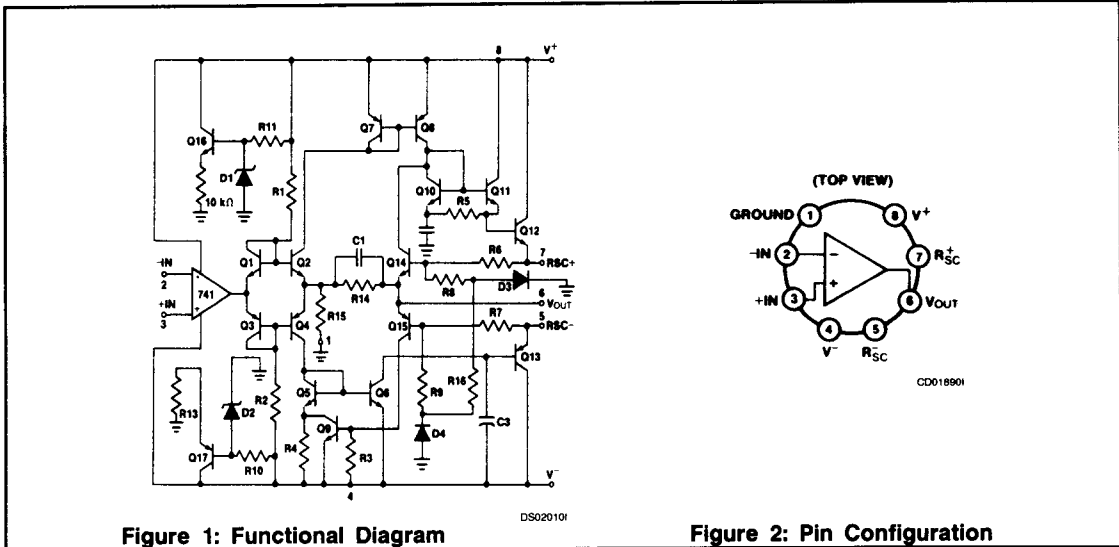 8
V+
Q7
Q8
Q16
R11
D1
R1
10 kΩ
Q10
Q11
R5
Q12
7
RSC+
C1
R6
Q1
Q2
Q14
D3
–IN
2
741
R14
R8
6
VOUT
+IN
3
R15
1
Q3
Q4
Q15
R7
5
RSC-
Q13
R16
R9
Q5
Q6
R13
D2
R2
C3
Q9
R4
D4
Q17
R10
R3
4
V-
DS02010I
Figure 1: Functional Diagram
(TOP VIEW)
GROUND
1
8
V+
–IN
2
7
R+SC
+IN
3
6
VOUT
4
5
V-
R-SC
CD01890I
Figure 2: Pin Configuration